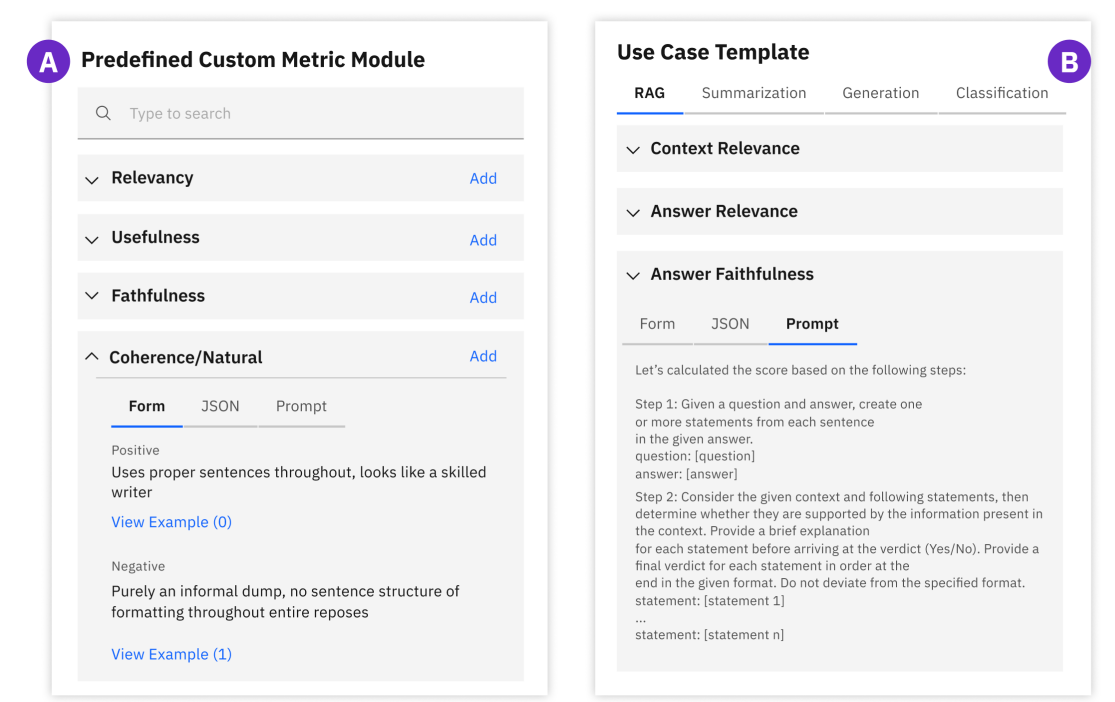 A
Predefined Custom Metric Module
Type to search
Relevancy
Add
Usefulness
Add
Fathfulness
Add
Coherence/Natural
Add
Form
JSON
Prompt
Positive
Uses proper sentences throughout, looks like a skilled
writer
View Example (0)
Negative
Purely an informal dump, no sentence structure of
formatting throughout entire reposes
View Example (1)
B
Use Case Template
RAG
Summarization
Generation
Classification
Context Relevance
Answer Relevance
Answer Faithfulness
Form
JSON
Prompt
Let's calculated the score based on the following steps:
Step 1: Given a question and answer, create one
or more statements from each sentence
in the given answer.
question: [question]
answer: [answer]
Step 2: Consider the given context and following statements, then
determine whether they are supported by the information present in
the context. Provide a brief explanation
for each statement before arriving at the verdict (Yes/No). Provide a
final verdict for each statement in order at the
end in the given format. Do not deviate from the specified format.
statement: [statement 1]
...
statement: [statement n]